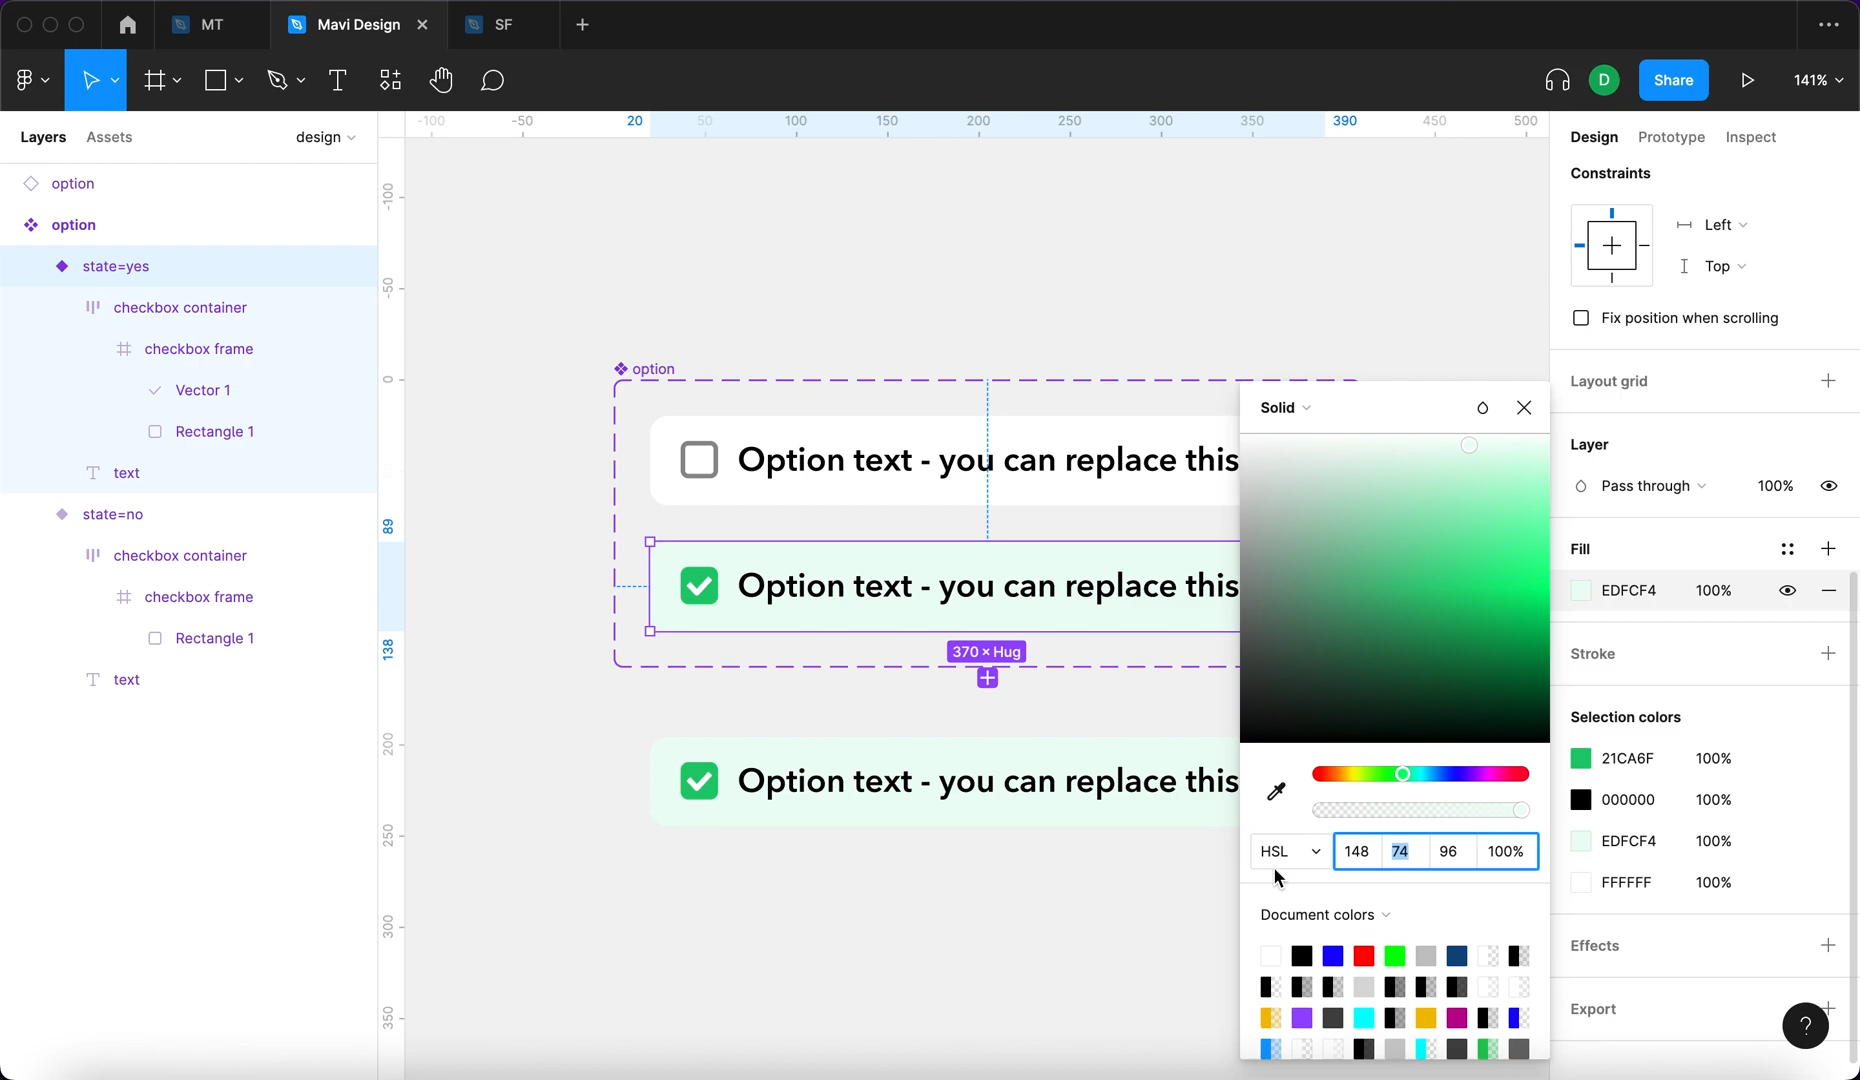 MT
Mavi Design
SF
D
Share
141%
Layers
Assets
design
option
option
state=yes
checkbox container
checkbox frame
Vector 1
Rectangle 1
text
state=no
checkbox container
checkbox frame
Rectangle 1
text
-100
-50
20
50
100
150
200
250
300
350
390
450
500
-100
-50
0
89
138
200
250
300
350
option
Option text - you can replace this
Option text - you can replace this
370 × Hug
Option text - you can replace this
Solid
HSL
148
74
96
100%
Document colors
Design
Prototype
Inspect
Constraints
Left
Top
Fix position when scrolling
Layout grid
Layer
Pass through
100%
Fill
EDFCF4
100%
Stroke
Selection colors
21CA6F
100%
000000
100%
EDFCF4
100%
FFFFFF
100%
Effects
Export
?